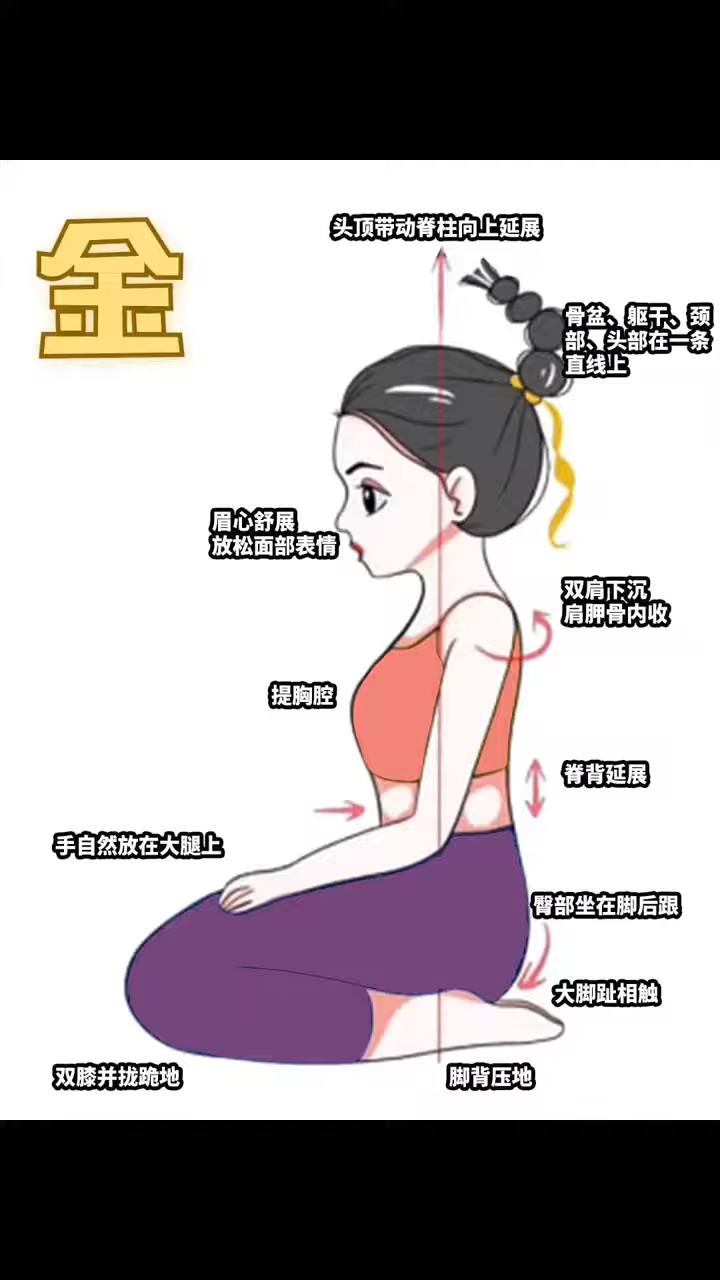 金
头顶带动脊柱向上延展
骨盆、躯干、颈
部、头部在一条
直线上
眉心舒展
放松面部表情
双肩下沉
肩胛骨内收
提胸腔
脊背延展
手自然放在大腿上
臀部坐在脚后跟
大脚趾相触
双膝并拢跪地
脚背压地